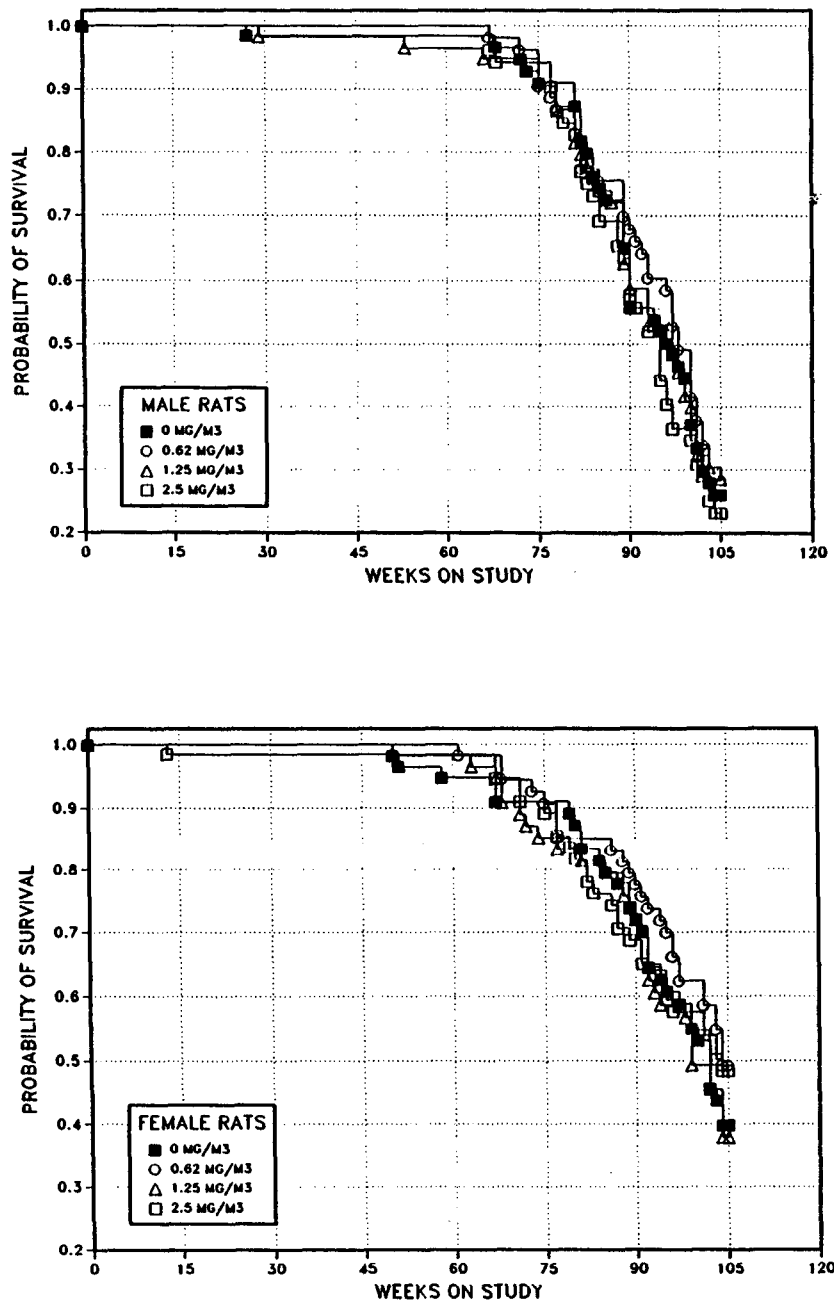 1.0
0.9
0.8
0.7
0.6
0.5
0.4
0.3
0.2
PROBABILITY OF SURVIVAL
MALE RATS
0 MG/M3
0.62 MG/M3
1.25 MG/M3
2.5 MG/M3
0 15 30 45 60 75 90 105 120
WEEKS ON STUDY
1.0
0.9
0.8
0.7
0.6
0.5
0.4
0.3
0.2
PROBABILITY OF SURVIVAL
FEMALE RATS
0 MG/M3
0.62 MG/M3
1.25 MG/M3
2.5 MG/M3
0 15 30 45 60 75 90 105 120
WEEKS ON STUDY